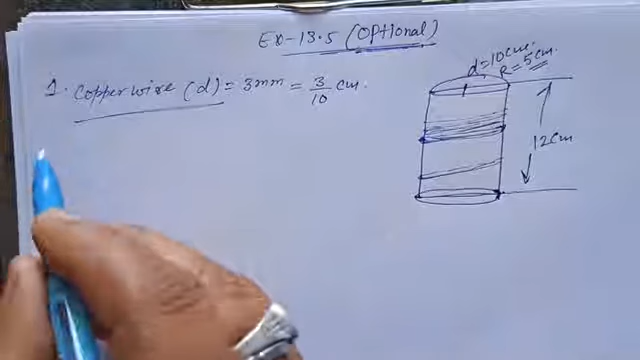 Ex-13.5 (Optional)
1. Copper wire (d) = 3mm = 3/10 cm.
d=10cm.
R=5cm.
12cm